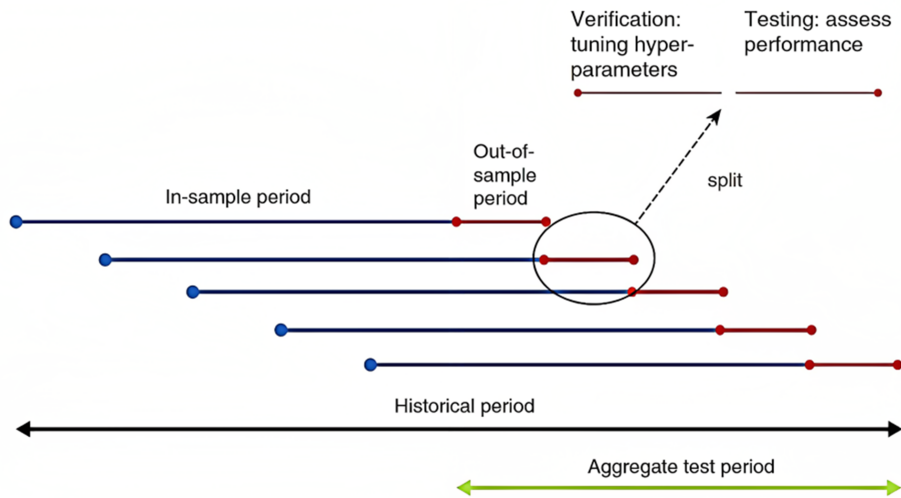 Verification:
tuning hyper-
parameters
Testing: assess
performance
Out-of-
sample
period
split
In-sample period
Historical period
Aggregate test period